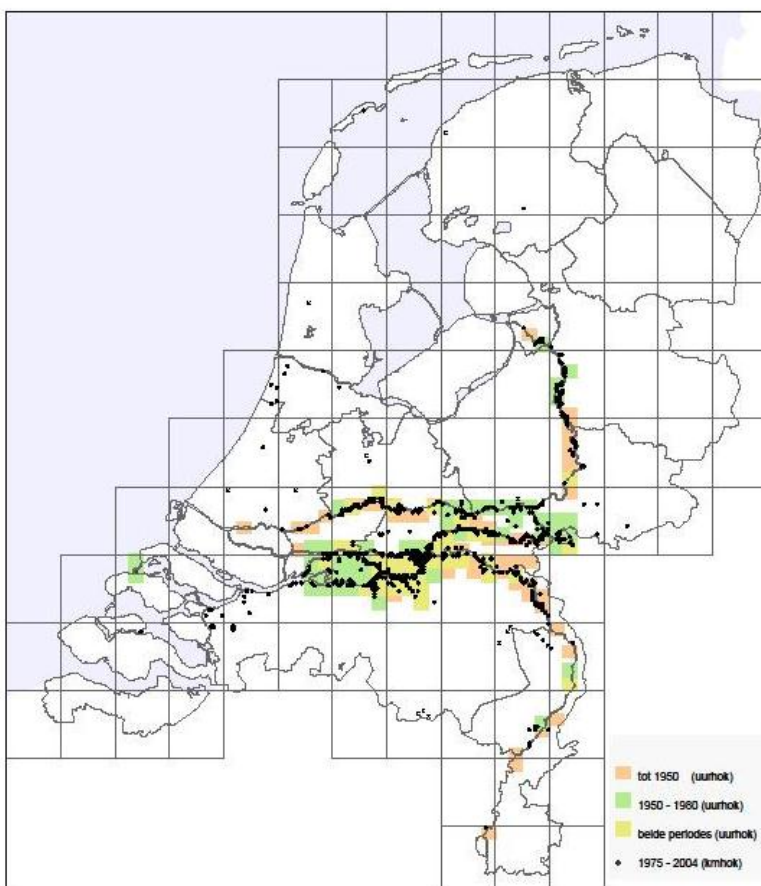 tot 1950 (uurhok)
1950 - 1980 (uurhok)
beide periodes (uurhok)
1975 - 2004 (kmhok)